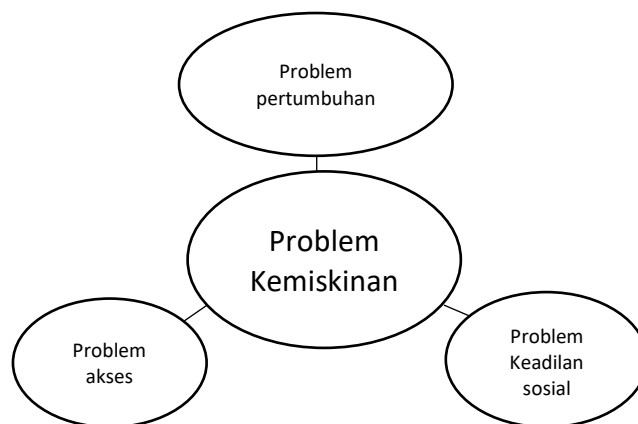 Problem
pertumbuhan
Problem
Kemiskinan
Problem
akses
Problem
Keadilan
sosial